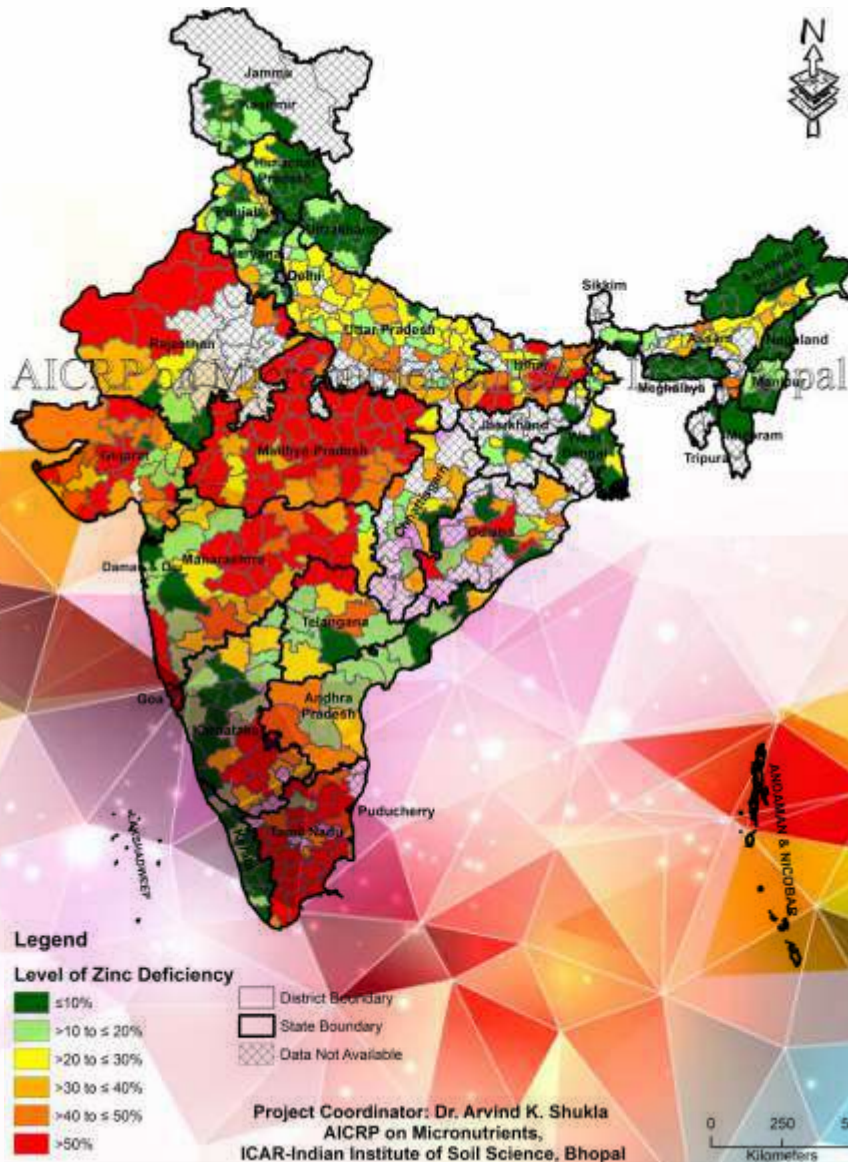 N
Jammu
Kashmir
Himachal
Pradesh
Punjab
Uttrakhand
Haryana
Delhi
Sikkim
Arunachal
Pradesh
Rajasthan
Uttar Pradesh
Bihar
Assam
Nagaland
AICRP on
Meghalaya
Manipur
Jharkhand
West
Bengal
Mizoram
Tripura
Gujarat
Madhya Pradesh
Chhattisgarh
Odisha
Daman & Diu
Maharashtra
Telangana
Goa
Andhra
Pradesh
Karnataka
Puducherry
Tamil Nadu
Kerala
LAKSHADWEEP
ANDAMAN & NICOBAR
Legend
Level of Zinc Deficiency
≤10%
>10 to ≤ 20%
>20 to ≤ 30%
>30 to ≤ 40%
>40 to ≤ 50%
>50%
District Boundary
State Boundary
Data Not Available
Project Coordinator: Dr. Arvind K. Shukla
AICRP on Micronutrients,
ICAR-Indian Institute of Soil Science, Bhopal
0 250
Kilometers